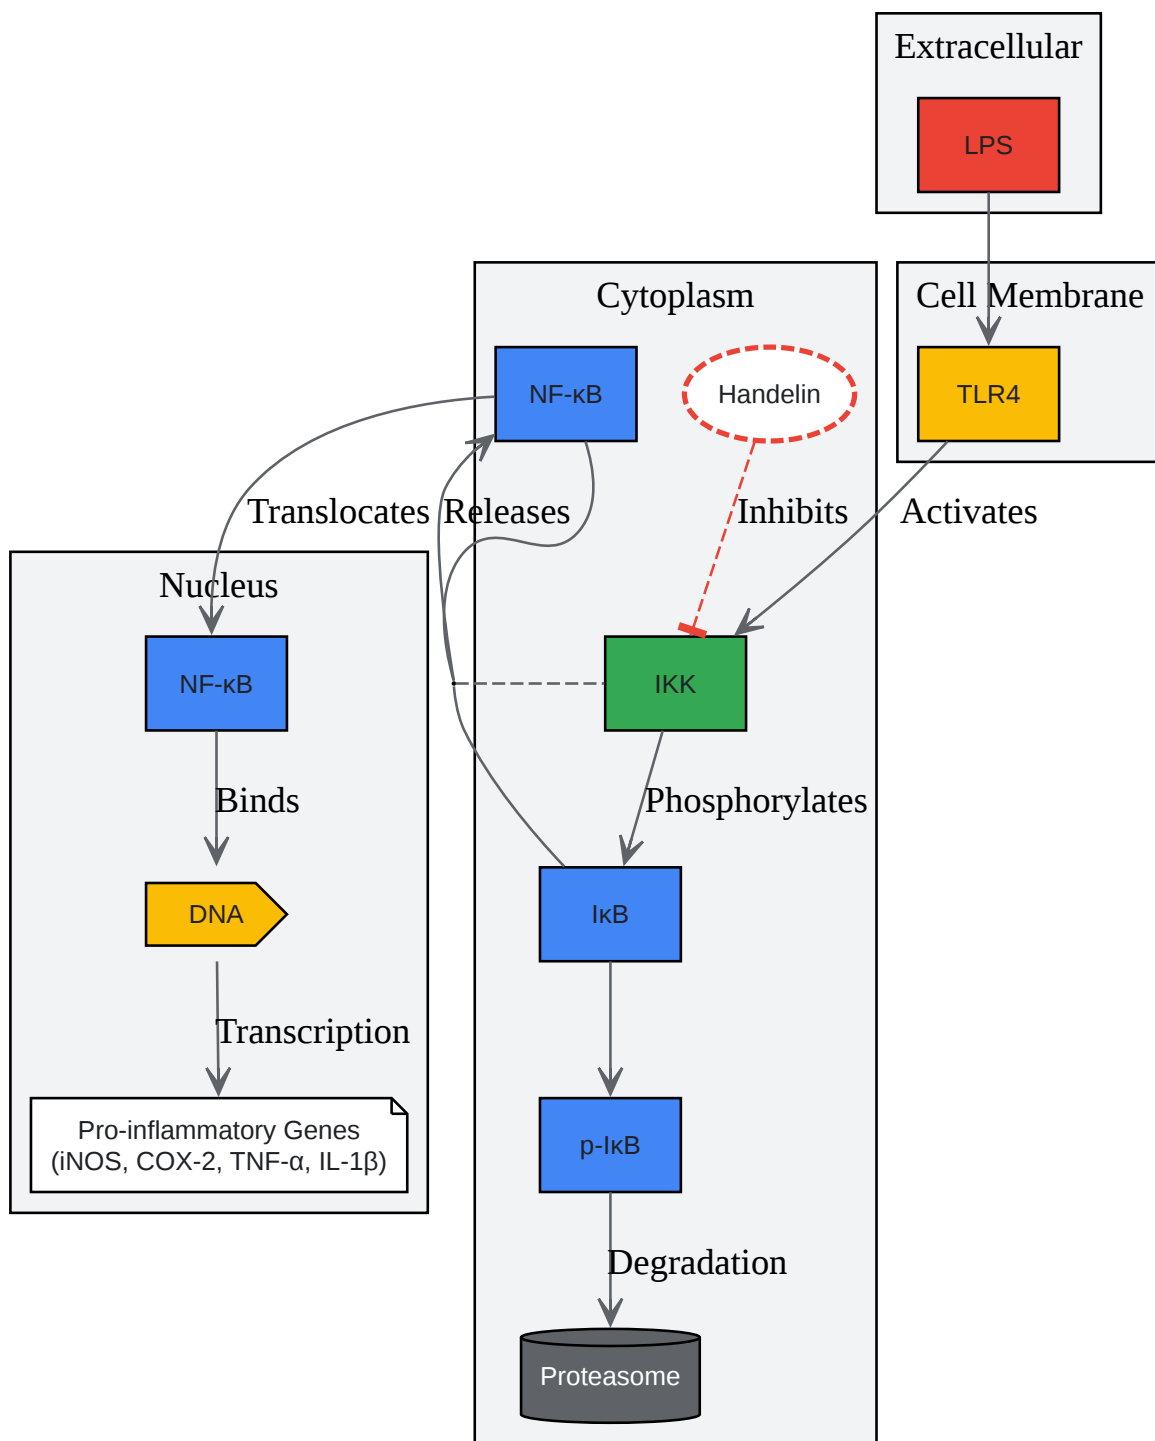 Extracellular
LPS
Cytoplasm
Cell Membrane
NF-κB
Handelin
TLR4
Translocates
Releases
Inhibits
Activates
Nucleus
NF-κB
IKK
Binds
Phosphorylates
DNA
IκB
Transcription
Pro-inflammatory Genes
(iNOS, COX-2, TNF-α, IL-1β)
p-IκB
Degradation
Proteasome